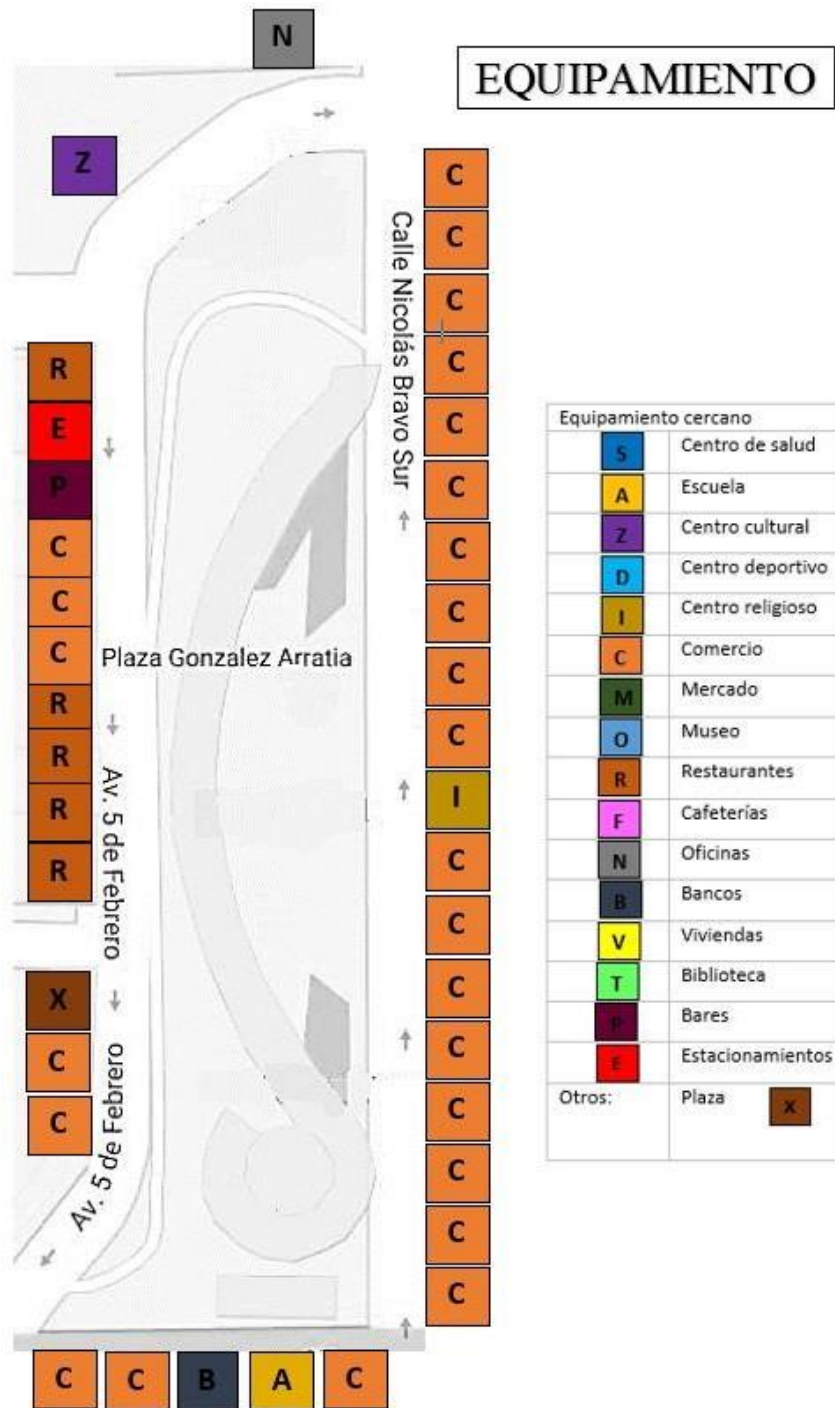 N
EQUIPAMIENTO
Z
R
E
P
C
C
C
R
R
R
R
X
C
C
Plaza Gonzalez Arratia
Av. 5 de Febrero
Av. 5 de Febrero
Calle Nicolás Bravo Sur
C
C
C
C
C
C
C
C
C
C
I
C
C
C
C
C
C
C
C
C C B A C
Equipamiento cercano
S Centro de salud
A Escuela
Z Centro cultural
D Centro deportivo
I Centro religioso
C Comercio
M Mercado
O Museo
R Restaurantes
F Cafeterías
N Oficinas
B Bancos
V Viviendas
T Biblioteca
P Bares
E Estacionamientos
Otros: Plaza X